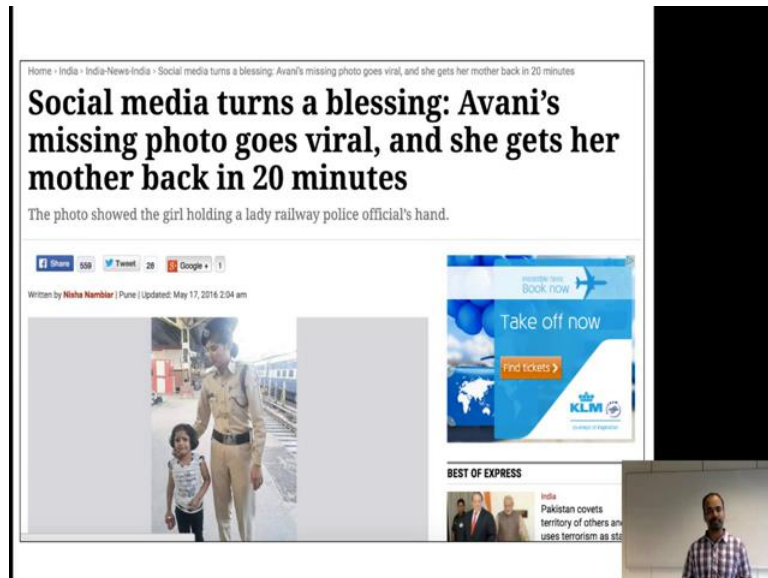 Home › India › India-News-India › Social media turns a blessing: Avani's missing photo goes viral, and she gets her mother back in 20 minutes
Social media turns a blessing: Avani's
missing photo goes viral, and she gets her
mother back in 20 minutes
The photo showed the girl holding a lady railway police official's hand.
Share 559 Tweet 28 Google + 1
Written by Nisha Nambiar | Pune | Updated: May 17, 2016 2:04 am
Book now
Take off now
Find tickets
KLM
BEST OF EXPRESS
India
Pakistan covets
territory of others and
uses terrorism as sta